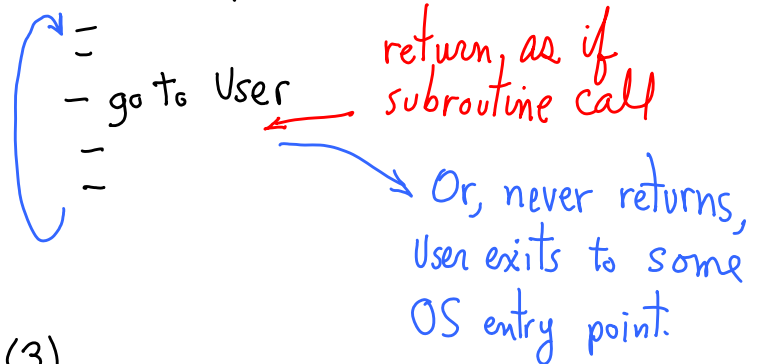 return, as if
subroutine call
go to User
Or, never returns,
User exits to some
OS entry point.
(3)